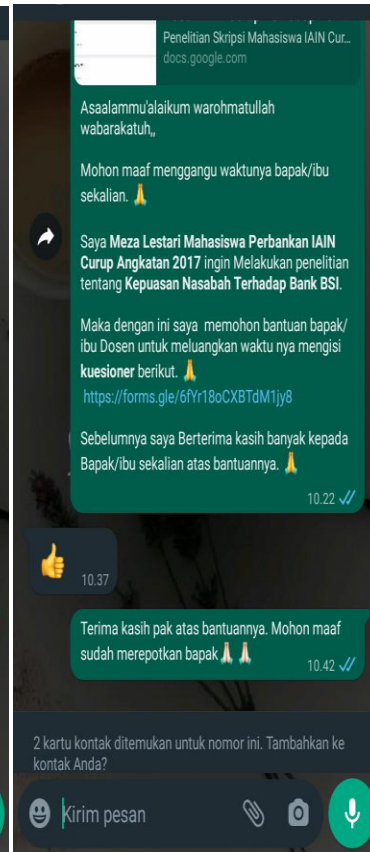 Penelitian Skripsi Mahasiswa IAIN Cur...
docs.google.com
Asaalammu'alaikum warohmatullah
wabarakatuh,,
Mohon maaf menggangu waktunya bapak/ibu
sekalian. 🙏
Saya Meza Lestari Mahasiswa Perbankan IAIN
Curup Angkatan 2017 ingin Melakukan penelitian
tentang Kepuasan Nasabah Terhadap Bank BSI.
Maka dengan ini saya memohon bantuan bapak/
ibu Dosen untuk meluangkan waktu nya mengisi
kuesioner berikut. 🙏
https://forms.gle/6fYr18oCXBTdM1jy8
Sebelumnya saya Berterima kasih banyak kepada
Bapak/ibu sekalian atas bantuannya. 🙏
10.22
👍
10.37
Terima kasih pak atas bantuannya. Mohon maaf
sudah merepotkan bapak🙏🏻 🙏🏻
10.42
2 kartu kontak ditemukan untuk nomor ini. Tambahkan ke
kontak Anda?
Kirim pesan